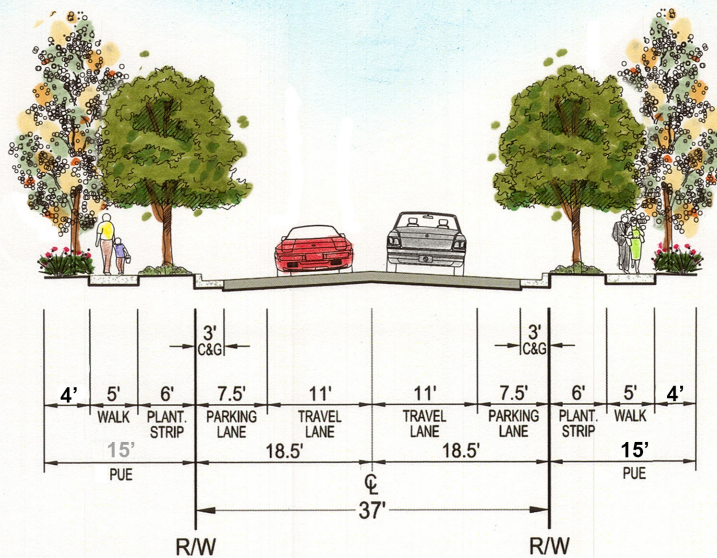 3' 3'
C&G C&G
4' 5' 6' 7.5' 11' 11' 7.5' 6' 5' 4'
WALK PLANT. PARKING TRAVEL TRAVEL PARKING PLANT. WALK
STRIP LANE LANE LANE LANE STRIP
15' 18.5' 18.5' 15'
PUE PUE
CL
37'
R/W R/W